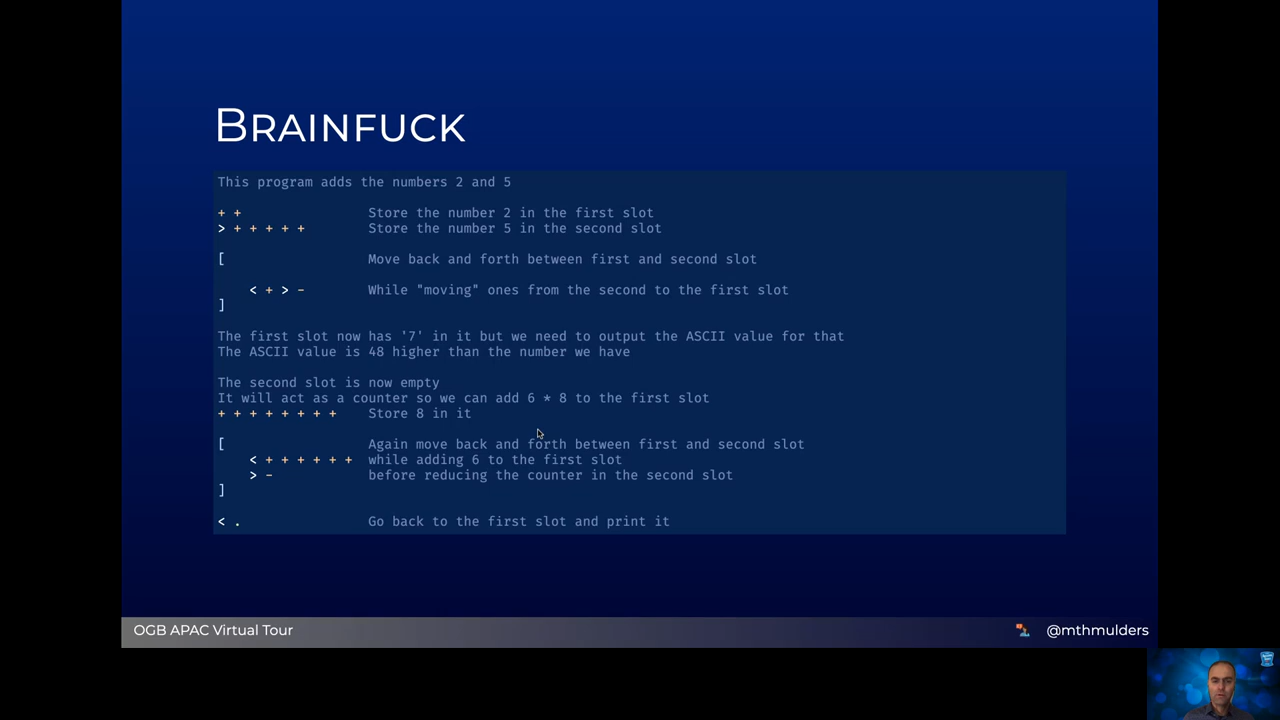 BRAINFUCK
This program adds the numbers 2 and 5
+ + Store the number 2 in the first slot
> + + + + + Store the number 5 in the second slot
[ Move back and forth between first and second slot
< + > - While "moving" ones from the second to the first slot
]
The first slot now has '7' in it but we need to output the ASCII value for that
The ASCII value is 48 higher than the number we have
The second slot is now empty
It will act as a counter so we can add 6 * 8 to the first slot
+ + + + + + + + Store 8 in it
[ Again move back and forth between first and second slot
< + + + + + + while adding 6 to the first slot
> - before reducing the counter in the second slot
]
< . Go back to the first slot and print it
OGB APAC Virtual Tour
@mthmulders